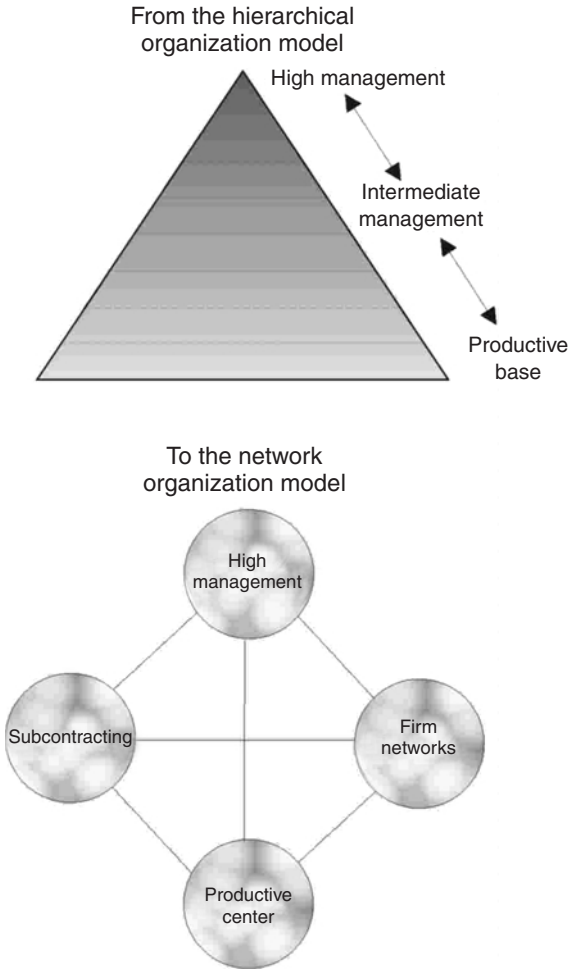 From the hierarchical
organization model
High management
Intermediate
management
Productive
base
To the network
organization model
High
management
Subcontracting
Firm
networks
Productive
center